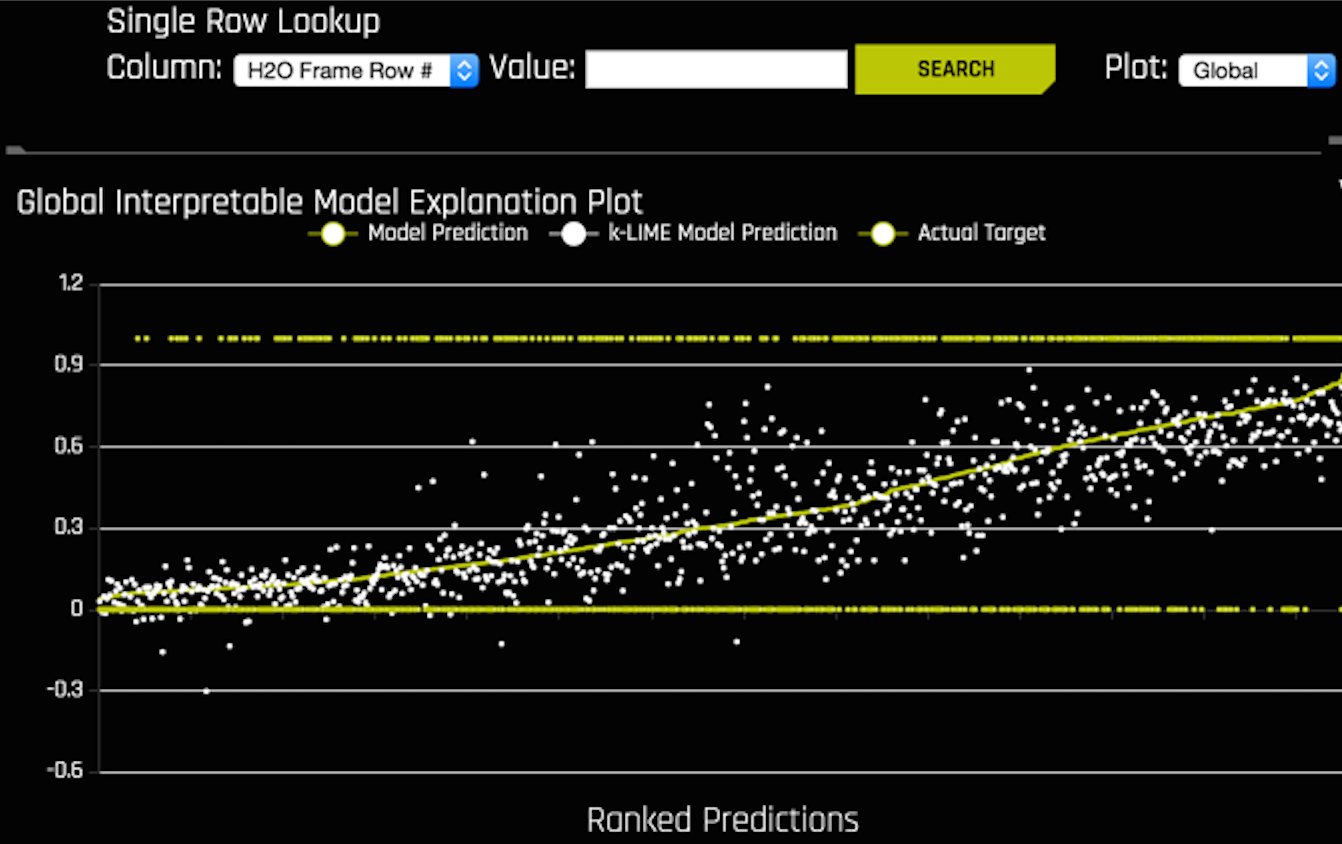 Single Row Lookup
Column: H2O Frame Row # Value: SEARCH Plot: Global
Global Interpretable Model Explanation Plot
Model Prediction k-LIME Model Prediction Actual Target
1.2
0.9
0.6
0.3
0
-0.3
-0.6
Ranked Predictions